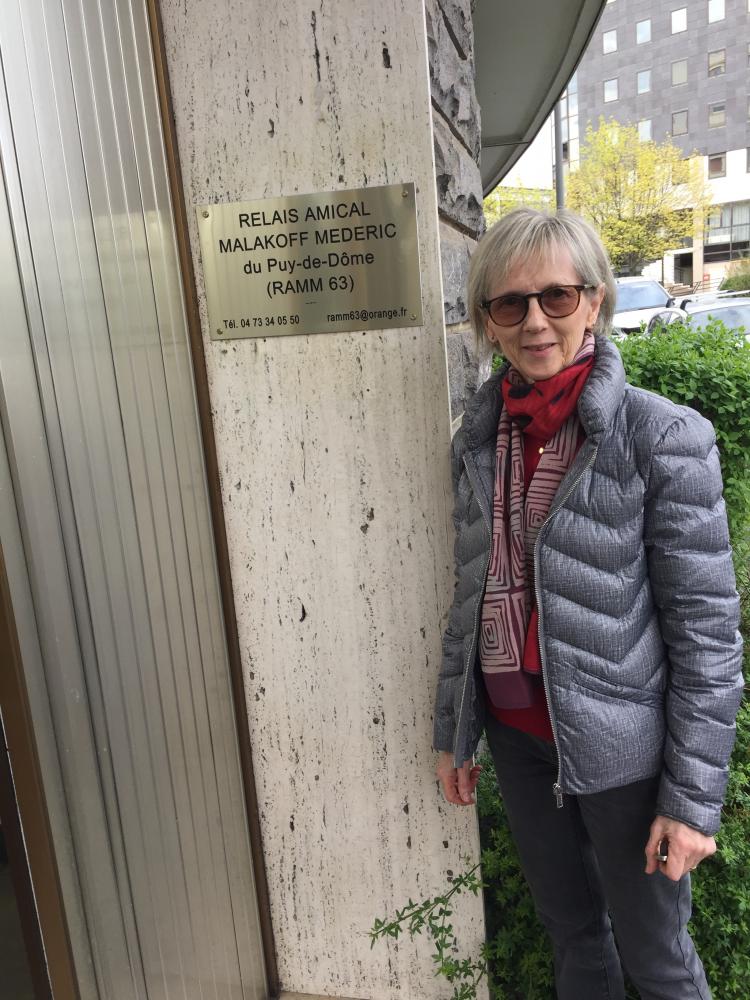 RELAIS AMICAL
MALAKOFF MEDERIC
du Puy-de-Dôme
(RAMM 63)
Tél. 04 73 34 05 50 ramm63@orange.fr